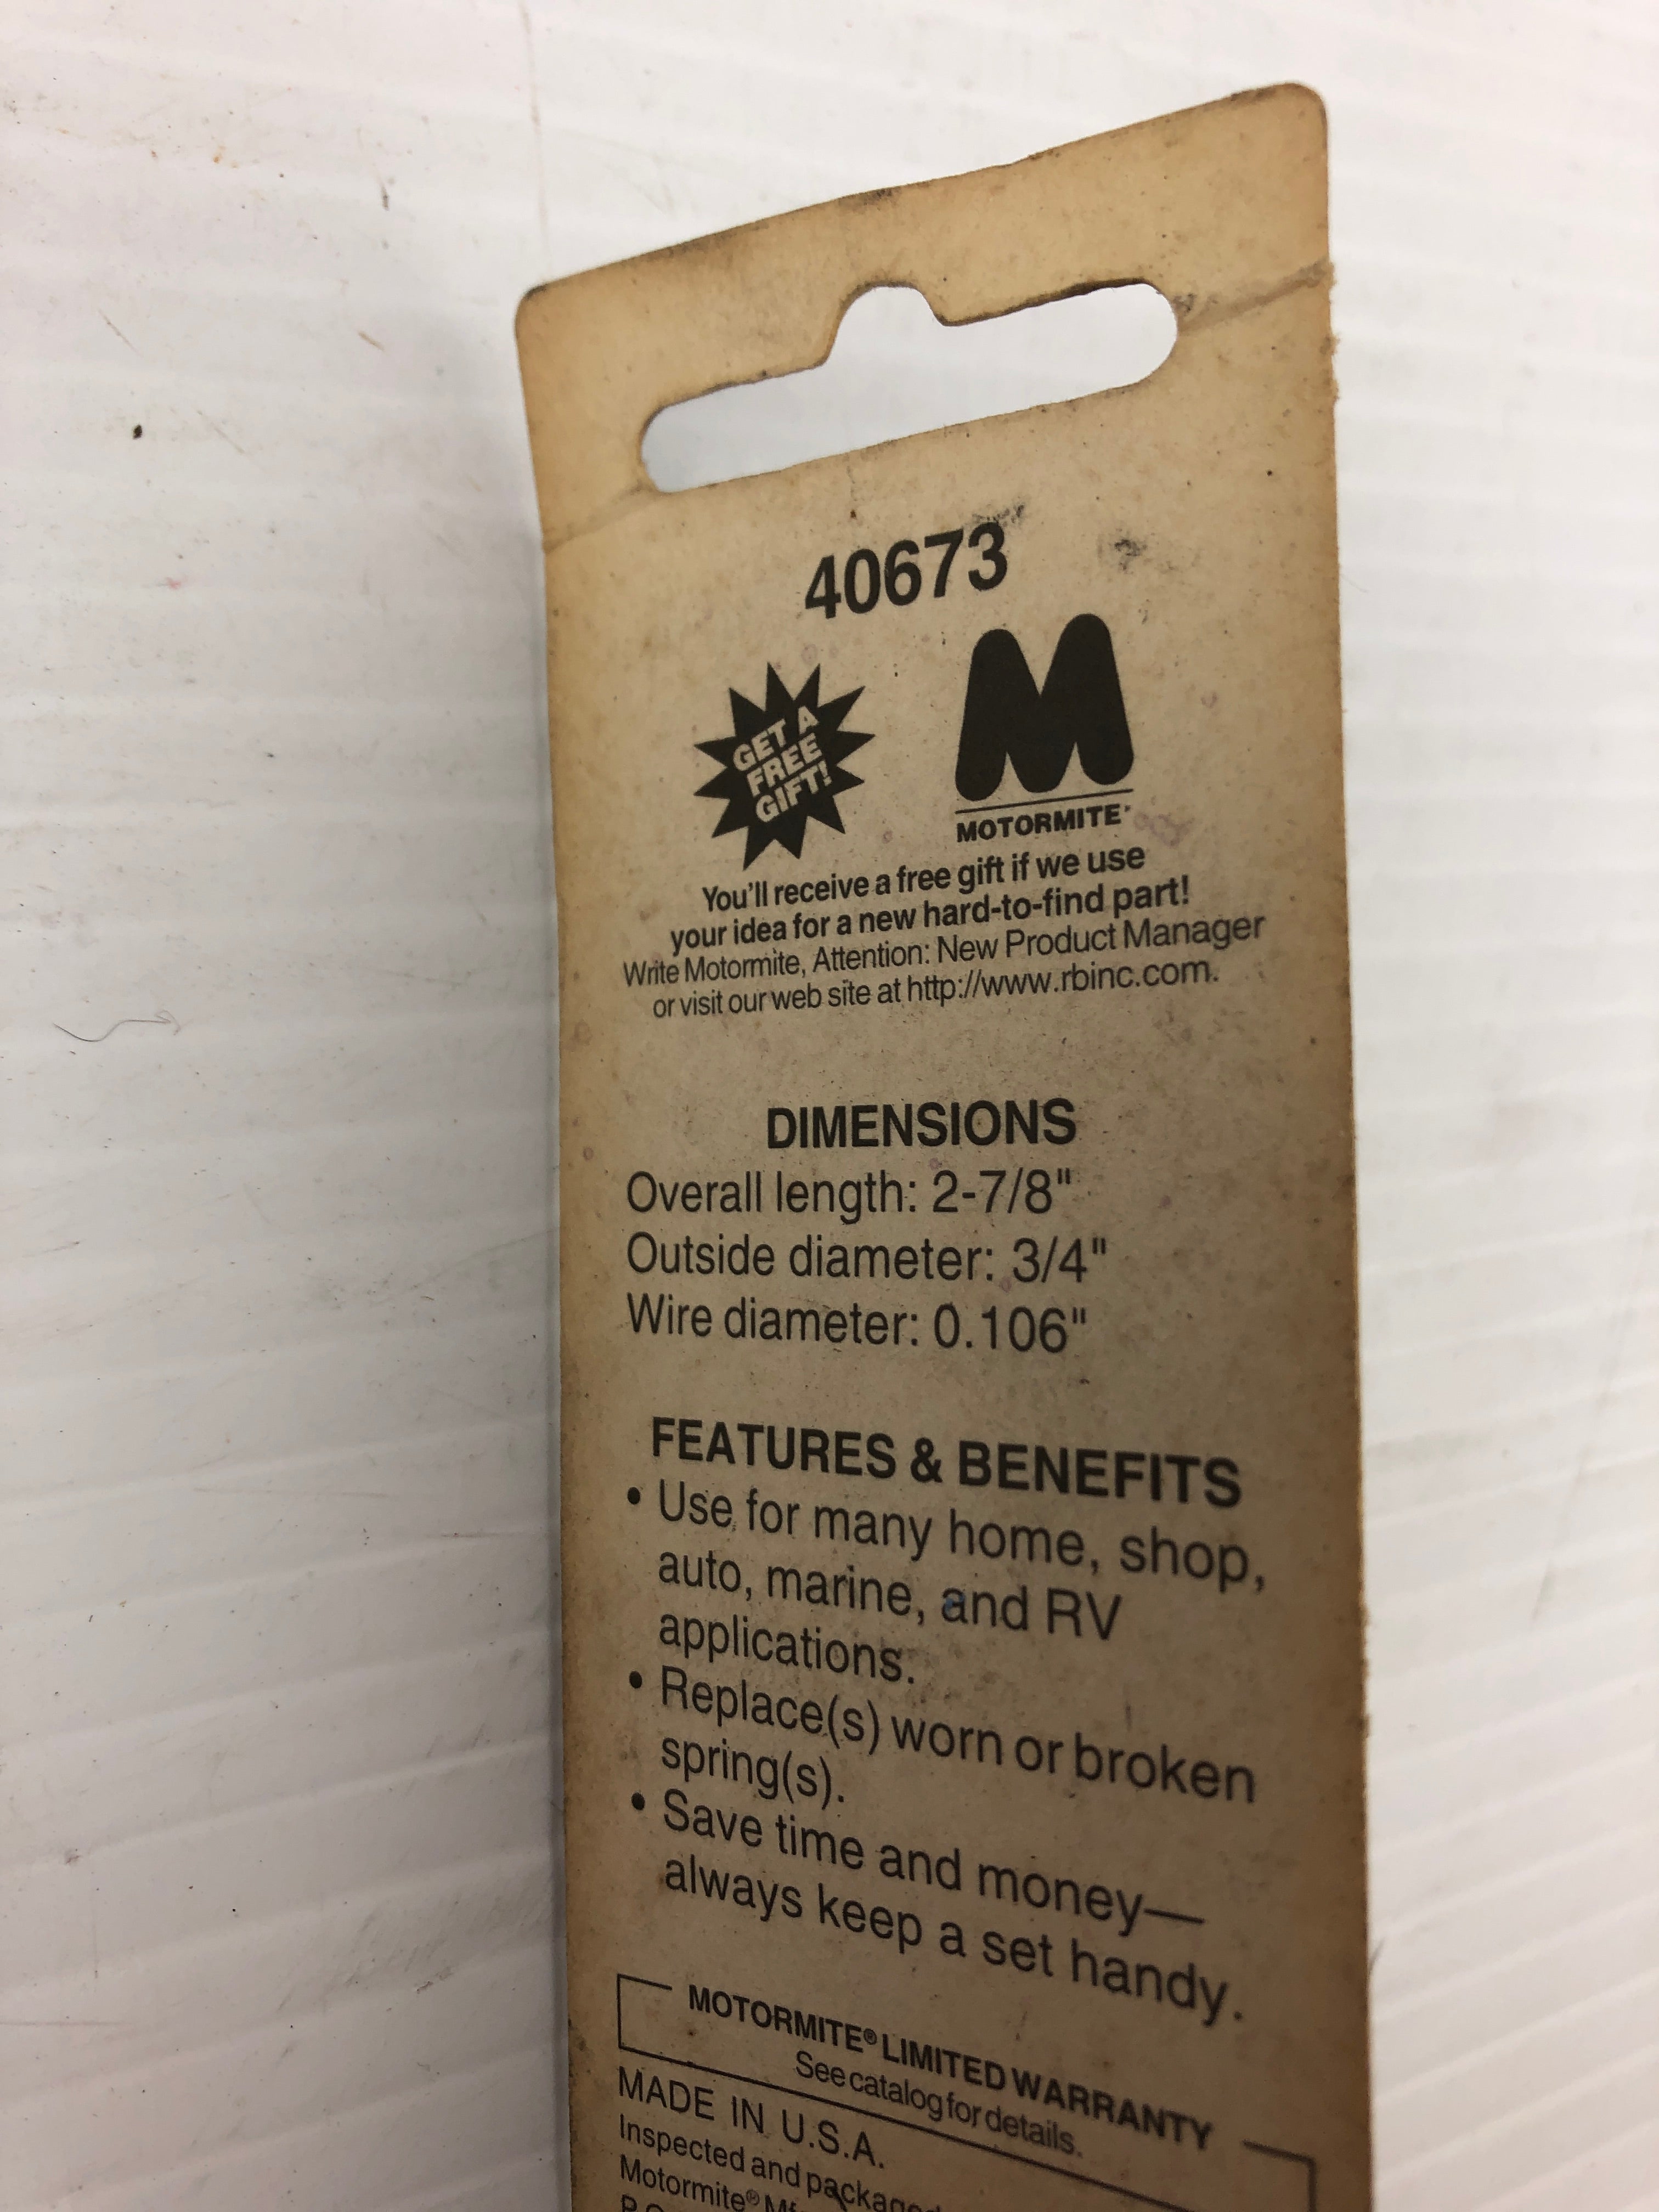 40673
GET A
FREE
GIFT!
M
MOTORMITE
You'll receive a free gift if we use
your idea for a new hard-to-find part!
Write Motormite, Attention: New Product Manager
or visit our web site at http://www.rbinc.com.
DIMENSIONS
Overall length: 2-7/8"
Outside diameter: 3/4"
Wire diameter: 0.106"
FEATURES & BENEFITS
• Use for many home, shop,
auto, marine, and RV
applications.
• Replace(s) worn or broken
spring(s).
• Save time and money—
always keep a set handy.
MOTORMITE® LIMITED WARRANTY
See catalog for details.
MADE IN U.S.A.
Inspected and
Motormite®